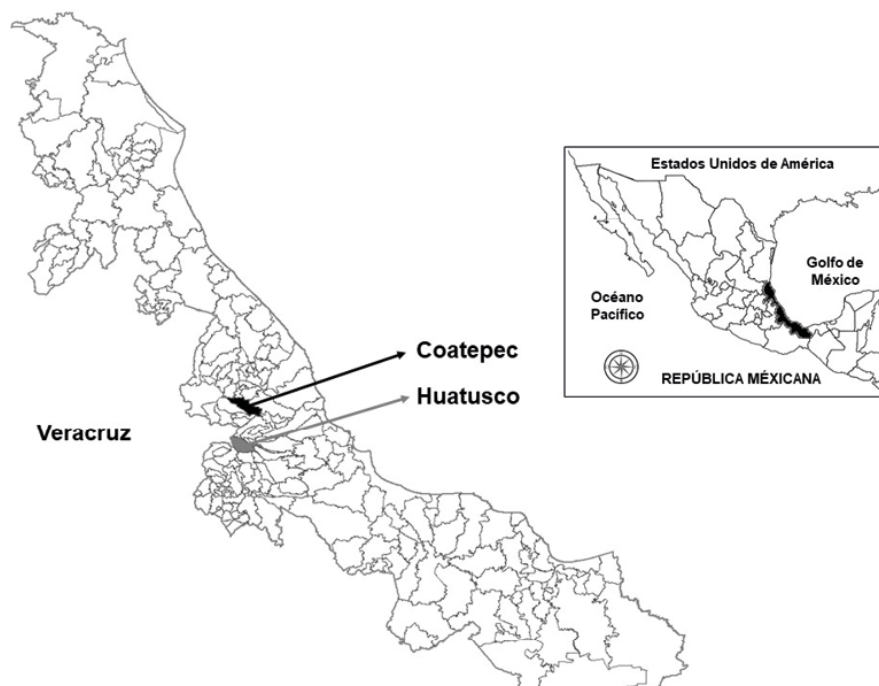 Estados Unidos de América
Golfo de
México
Océano
Pacífico
REPÚBLICA MÉXICANA
Coatepec
Huatusco
Veracruz